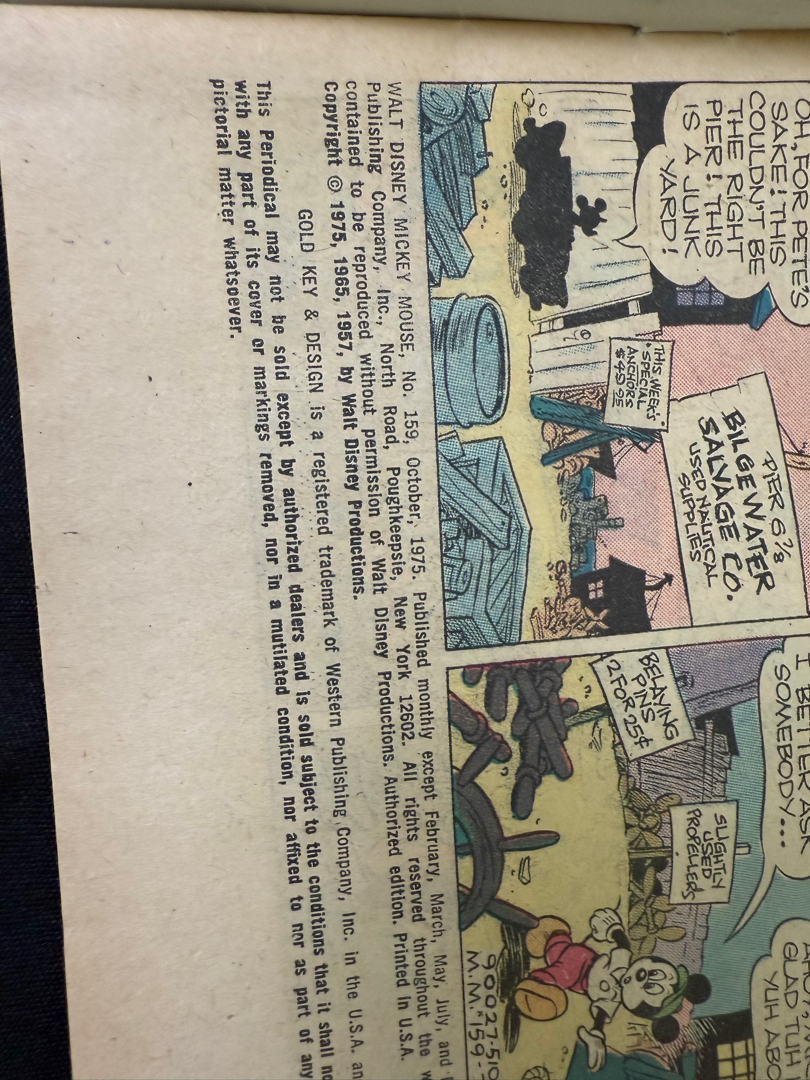 OH, FOR PETE'S
SAKE! THIS
COULDN'T BE
THE RIGHT
PIER! THIS
IS A JUNK
YARD!
THIS WEEK'S
SPECIAL
ANCHORS
$49.95
PIER 6 7/8
BILGEWATER
SALVAGE CO.
USED NAUTICAL
SUPPLIES
I BETTER ASK
SOMEBODY...
BELAYING
PINS
2 FOR 25¢
SLIGHTLY
USED
PROPELLERS
GLAD TUH
YUH
90027-510
M.M.#159-
WALT DISNEY MICKEY MOUSE, No. 159, October, 1975. Published monthly except February, March, May, July, and
Publishing Company, Inc., North Road, Poughkeepsie, New York 12602. All rights reserved throughout the
contained to be reproduced without permission of Walt Disney Productions. Authorized edition. Printed in U.S.A.
Copyright © 1975, 1965, 1957, by Walt Disney Productions.
GOLD KEY & DESIGN is a registered trademark of Western Publishing Company, Inc. in the U.S.A.
This Periodical may not be sold except by authorized dealers and is sold subject to the conditions that it shall
with any part of its cover or markings removed, nor in a mutilated condition, nor affixed to nor as part of any
pictorial matter whatsoever.